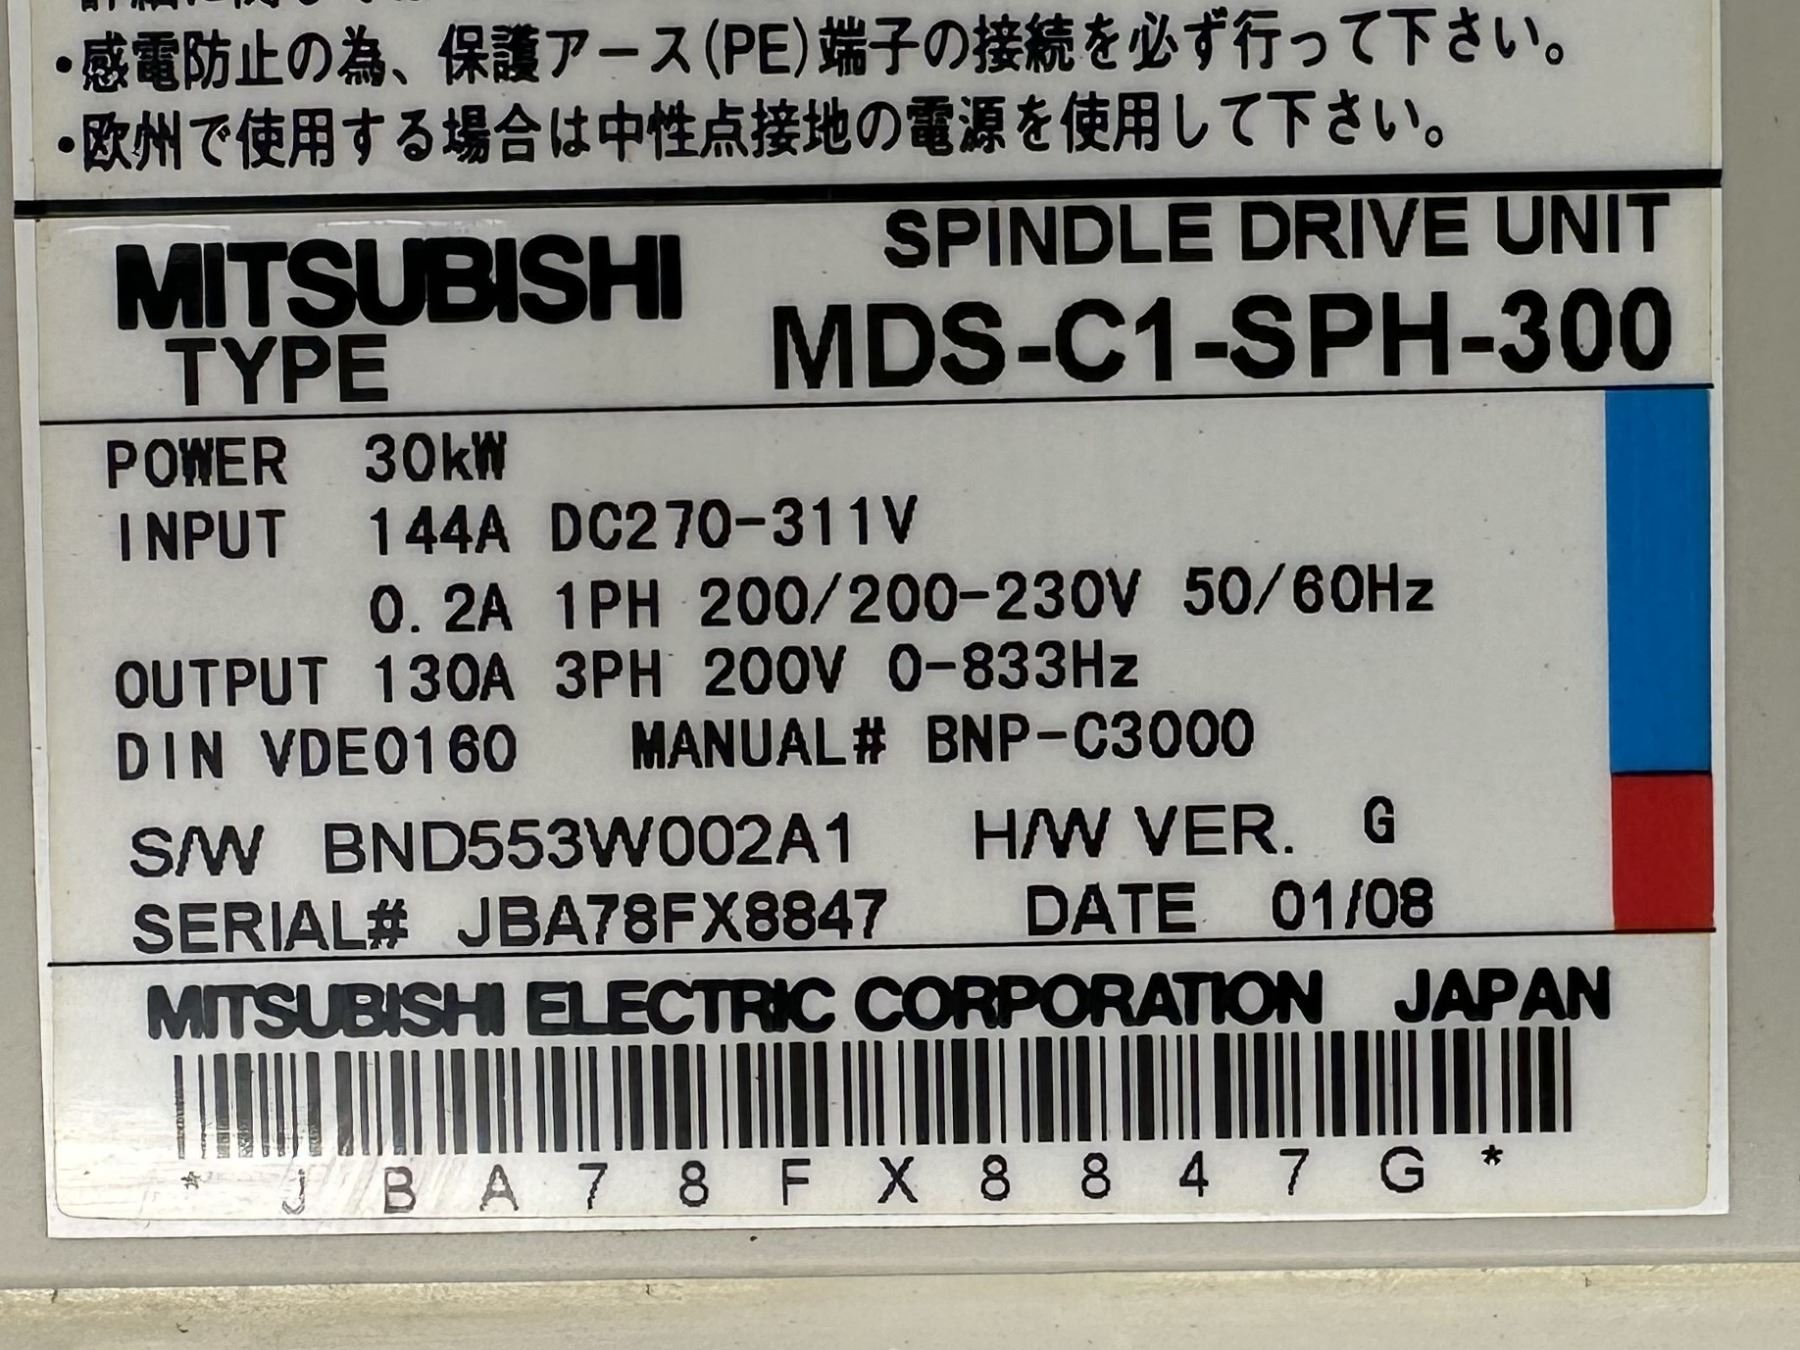 ・感電防止の為、保護アース(PE)端子の接続を必ず行って下さい。
・欧州で使用する場合は中性点接地の電源を使用して下さい。
MITSUBISHI SPINDLE DRIVE UNIT
TYPE MDS-C1-SPH-300
POWER 30kW
INPUT 144A DC270-311V
0.2A 1PH 200/200-230V 50/60Hz
OUTPUT 130A 3PH 200V 0-833Hz
DIN VDE0160 MANUAL# BNP-C3000
S/W BND553W002A1 H/W VER. G
SERIAL# JBA78FX8847 DATE 01/08
MITSUBISHI ELECTRIC CORPORATION JAPAN
*JBA78FX8847G*